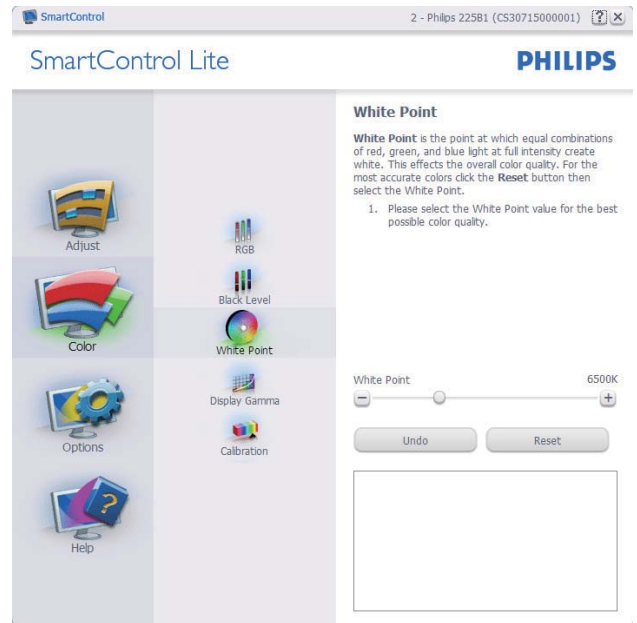 SmartControl
2 - Philips 225B1 (CS30715000001)
SmartControl Lite
PHILIPS
Adjust
Color
Options
Help
RGB
Black Level
White Point
Display Gamma
Calibration
White Point
White Point is the point at which equal combinations
of red, green, and blue light at full intensity create
white. This effects the overall color quality. For the
most accurate colors click the Reset button then
select the White Point.
1. Please select the White Point value for the best
possible color quality.
White Point 6500K
Undo
Reset